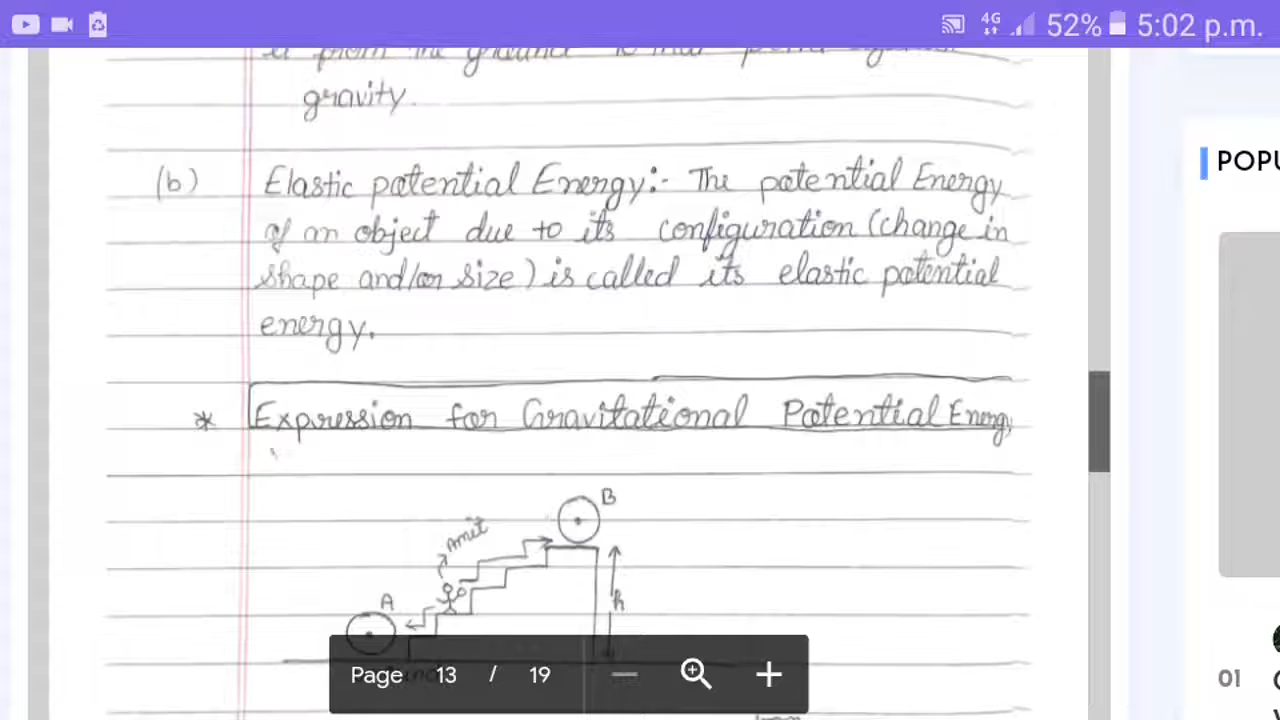 4G 52% 5:02 p.m.
gravity.
(b) Elastic potential Energy:- The potential Energy
of an object due to its configuration (change in
shape and/or size) is called its elastic potential
energy.
* Expression for Gravitational Potential Energy
B
Amit
A
h
Page 13 / 19
POPU
01